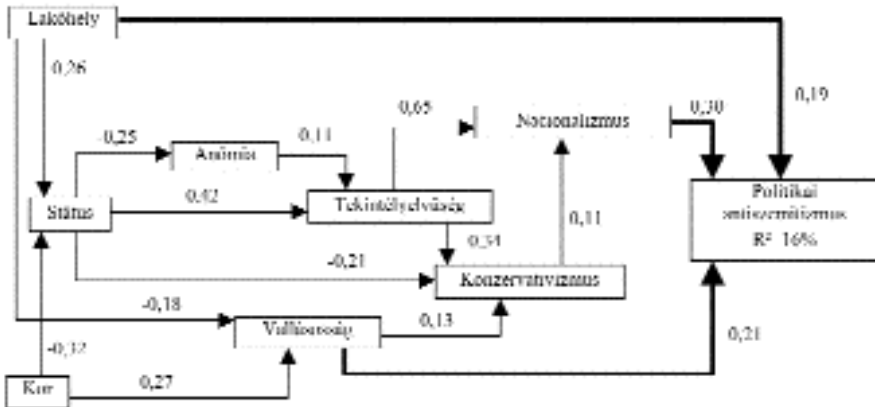 Lakóhely
0,26
0,19
0,65
Nacionalizmus
0,30
-0,25
Anómia
0,11
Státus
0,42
Tekintélyelvűség
0,11
Politikai
antiszemitizmus
R² 16%
0,34
-0,21
Konzervativizmus
-0,18
Vallásosság
0,13
0,21
-0,32
Kor
0,27